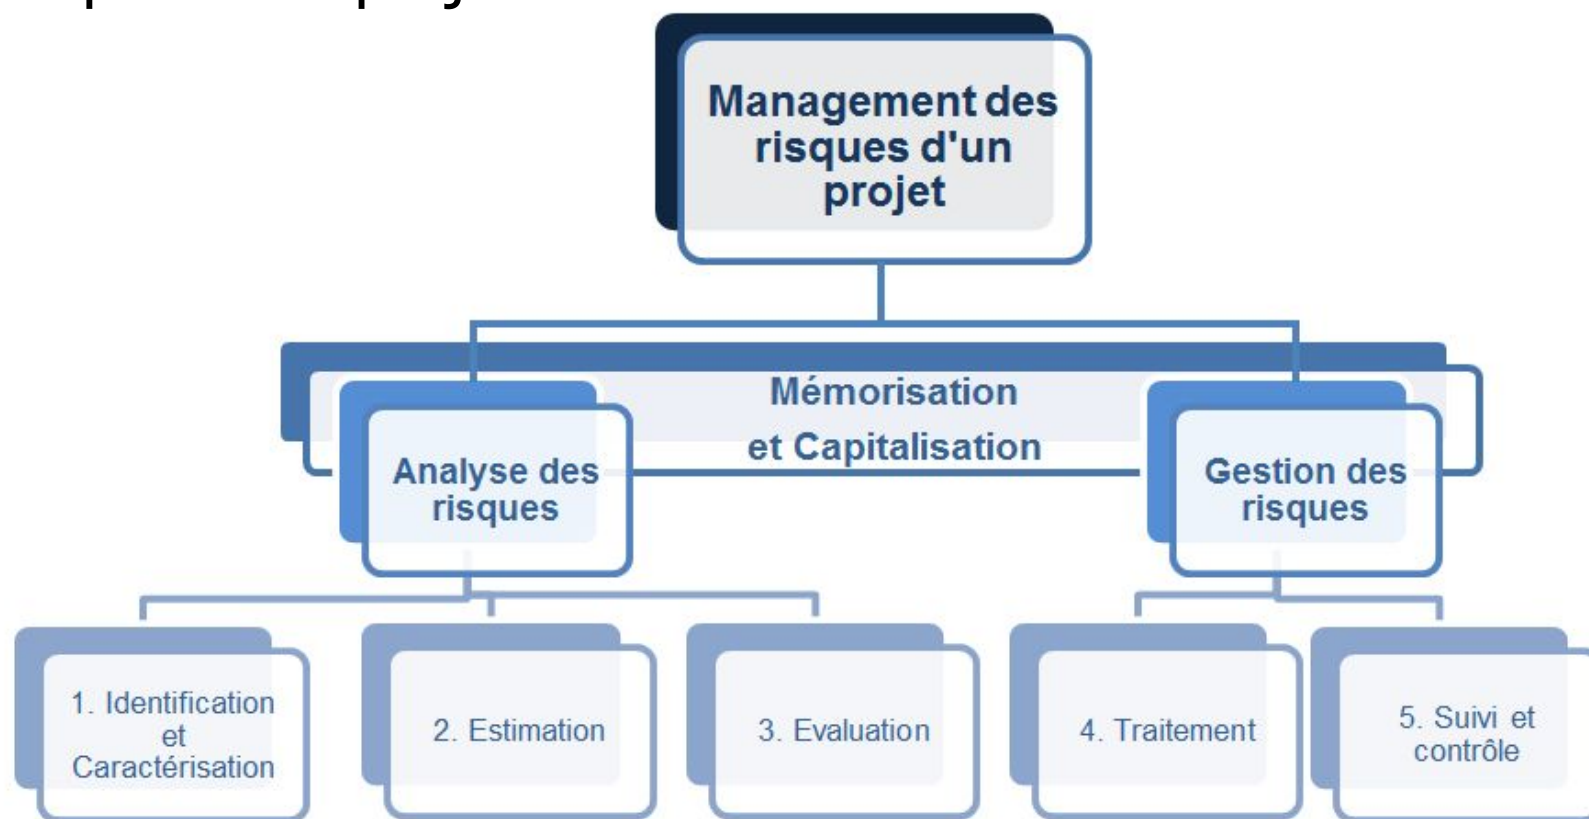 Management des
risques d'un
projet
Mémorisation
et Capitalisation
Analyse des
risques
Gestion des
risques
1. Identification
et
Caractérisation
2. Estimation
3. Evaluation
4. Traitement
5. Suivi et
contrôle